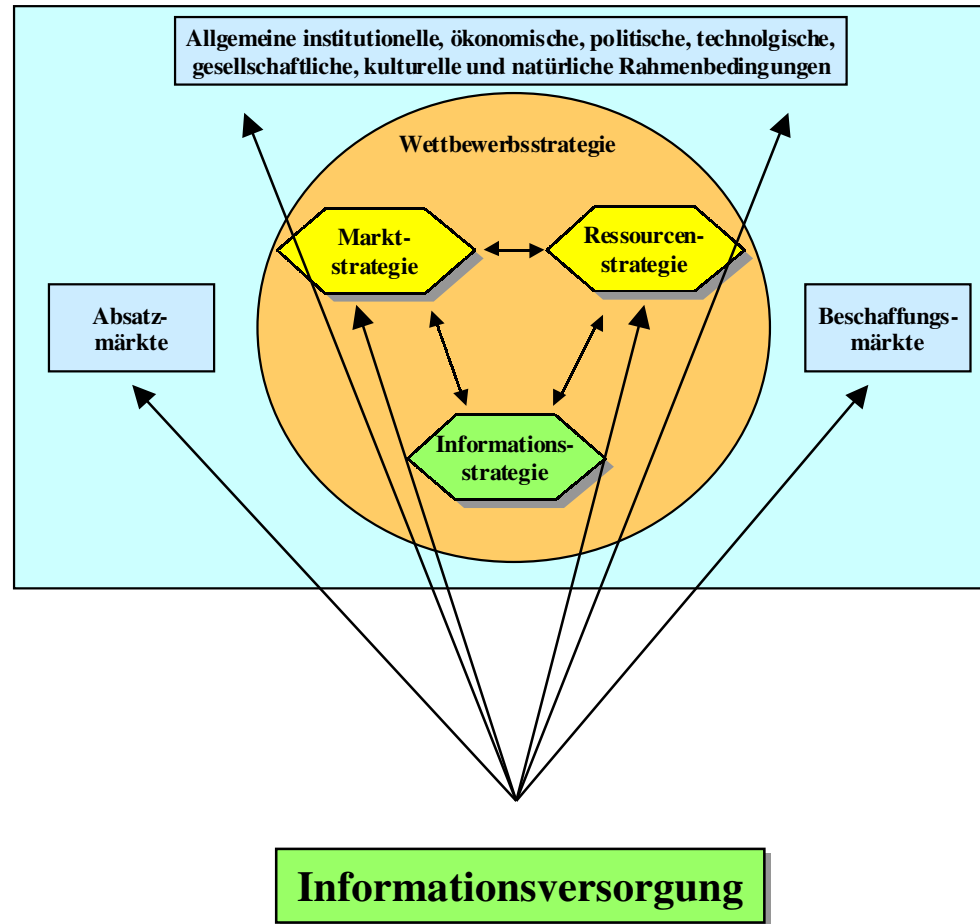 Allgemeine institutionelle, ökonomische, politische, technolgische,
gesellschaftliche, kulturelle und natürliche Rahmenbedingungen
Wettbewerbsstrategie
Markt-
strategie
Ressourcen-
strategie
Absatz-
märkte
Beschaffungs-
märkte
Informations-
strategie
Informationsversorgung